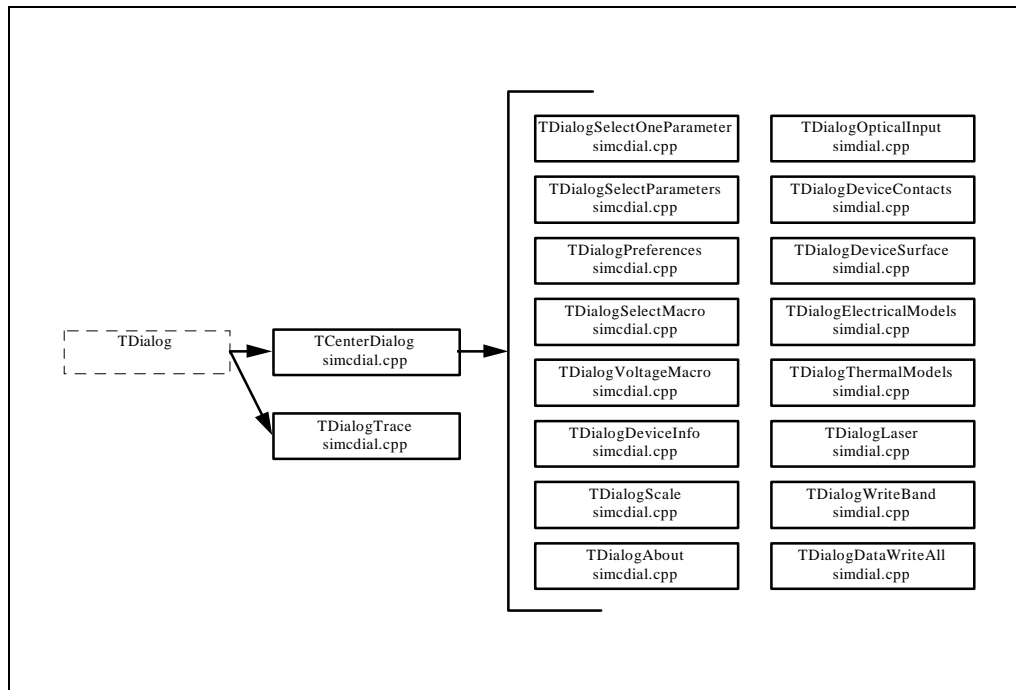 TDialogSelectOneParameter
simcdial.cpp
TDialogOpticalInput
simdial.cpp
TDialogSelectParameters
simcdial.cpp
TDialogDeviceContacts
simdial.cpp
TDialogPreferences
simcdial.cpp
TDialogDeviceSurface
simdial.cpp
TDialogSelectMacro
simcdial.cpp
TDialogElectricalModels
simdial.cpp
TDialog
TCenterDialog
simcdial.cpp
TDialogVoltageMacro
simcdial.cpp
TDialogThermalModels
simdial.cpp
TDialogTrace
simcdial.cpp
TDialogDeviceInfo
simcdial.cpp
TDialogLaser
simdial.cpp
TDialogScale
simcdial.cpp
TDialogWriteBand
simdial.cpp
TDialogAbout
simcdial.cpp
TDialogDataWriteAll
simdial.cpp